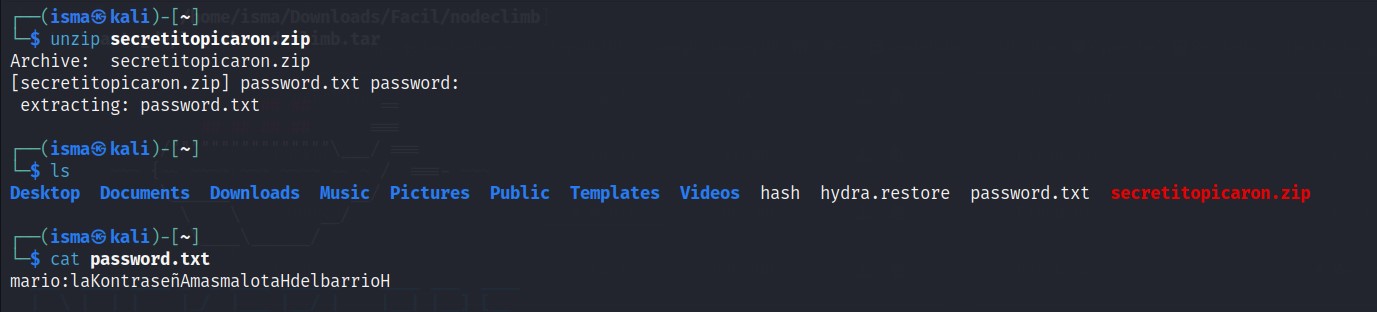 ┌──(isma㉿kali)-[~]
└─$ unzip secretitopicaron.zip
Archive:  secretitopicaron.zip
[secretitopicaron.zip] password.txt password:
 extracting: password.txt
┌──(isma㉿kali)-[~]
└─$ ls
Desktop  Documents  Downloads  Music  Pictures  Public  Templates  Videos  hash  hydra.restore  password.txt  secretitopicaron.zip
┌──(isma㉿kali)-[~]
└─$ cat password.txt
mario:laKontraseñAmasmalotaHdelbarrioH